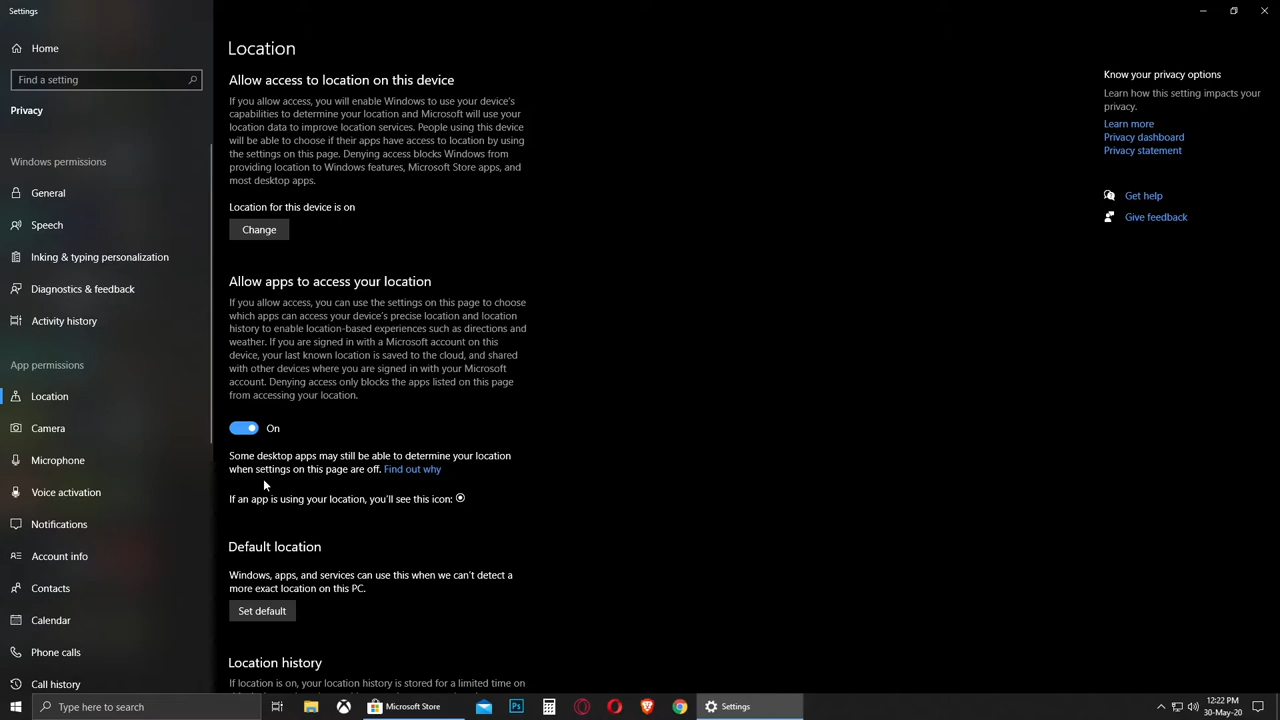 Settings
Home
Find a setting
Privacy
Windows permissions
General
Speech
Inking & typing personalization
Diagnostics & feedback
Activity history
App permissions
Location
Camera
Microphone
Voice activation
Notifications
Account info
Contacts
Calendar
Phone calls
Call history
Location
Allow access to location on this device
If you allow access, you will enable Windows to use your device's
capabilities to determine your location and Microsoft will use your
location data to improve location services. People using this device
will be able to choose if their apps have access to location by using
the settings on this page. Denying access blocks Windows from
providing location to Windows features, Microsoft Store apps, and
most desktop apps.
Location for this device is on
Change
Allow apps to access your location
If you allow access, you can use the settings on this page to choose
which apps can access your device's precise location and location
history to enable location-based experiences such as directions and
weather. If you are signed in with a Microsoft account on this
device, your last known location is saved to the cloud, and shared
with other devices where you are signed in with your Microsoft
account. Denying access only blocks the apps listed on this page
from accessing your location.
On
Some desktop apps may still be able to determine your location
when settings on this page are off. Find out why
If an app is using your location, you'll see this icon:
Default location
Windows, apps, and services can use this when we can't detect a
more exact location on this PC.
Set default
Location history
If location is on, your location history is stored for a limited time on
Know your privacy options
Learn how this setting impacts your
privacy.
Learn more
Privacy dashboard
Privacy statement
Get help
Give feedback
Type here to search
Microsoft Store
Ps
Settings
12:22 PM
30-May-20